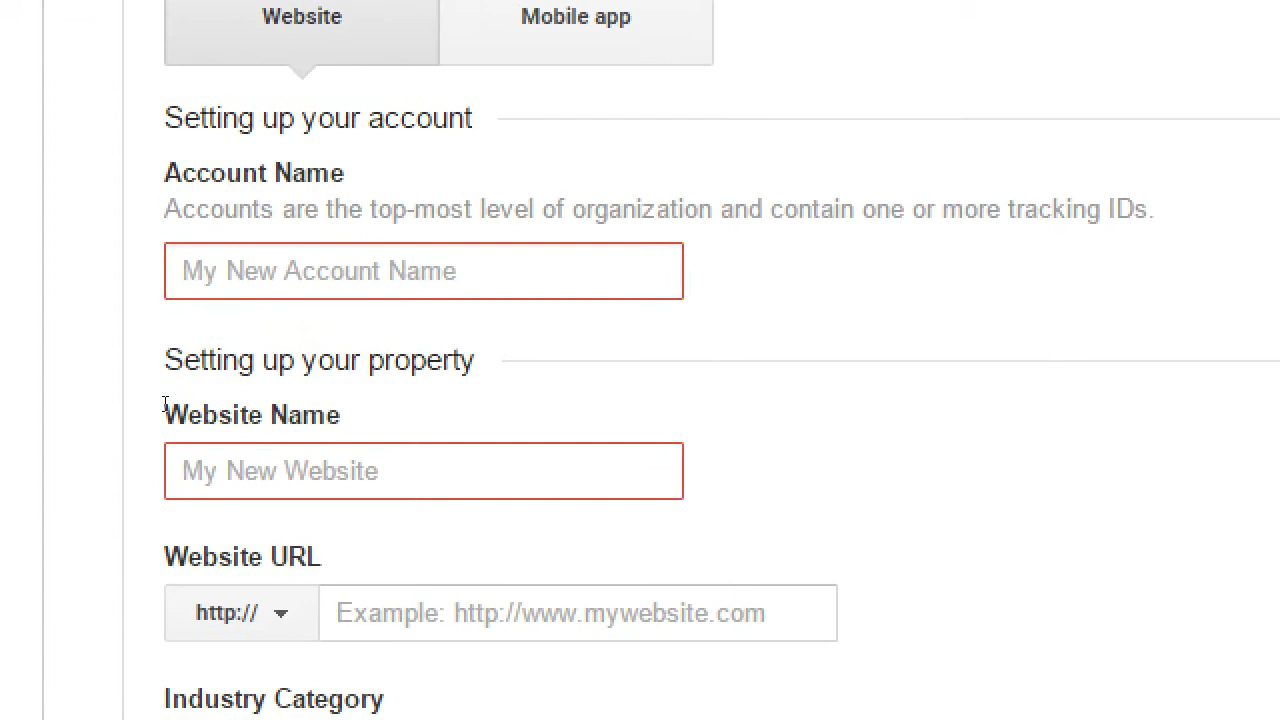 Website
Mobile app
Setting up your account
Account Name
Accounts are the top-most level of organization and contain one or more tracking IDs.
My New Account Name
Setting up your property
Website Name
My New Website
Website URL
http://
Example: http://www.mywebsite.com
Industry Category